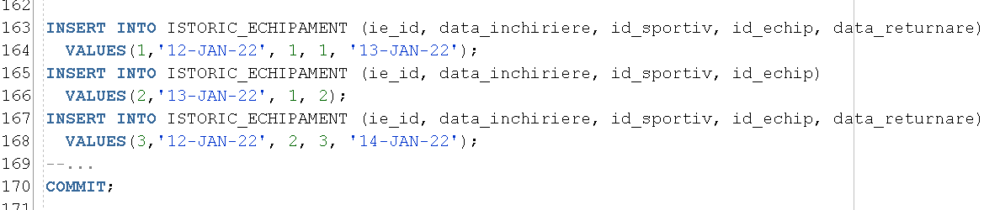 162
163 INSERT INTO ISTORIC_ECHIPAMENT (ie_id, data_inchiriere, id_sportiv, id_echip, data_returnare)
164   VALUES(1,'12-JAN-22', 1, 1, '13-JAN-22');
165 INSERT INTO ISTORIC_ECHIPAMENT (ie_id, data_inchiriere, id_sportiv, id_echip)
166   VALUES(2,'13-JAN-22', 1, 2);
167 INSERT INTO ISTORIC_ECHIPAMENT (ie_id, data_inchiriere, id_sportiv, id_echip, data_returnare)
168   VALUES(3,'12-JAN-22', 2, 3, '14-JAN-22');
169 --...
170 COMMIT;
171